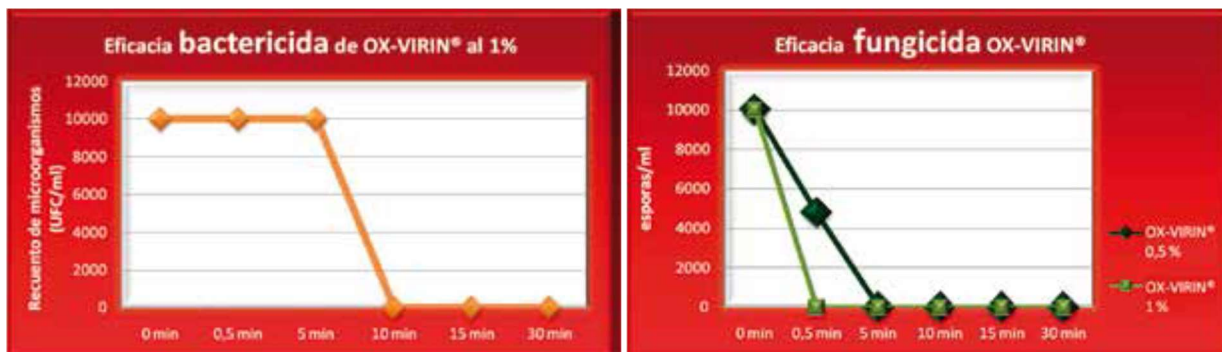 Eficacia bactericida de OX-VIRIN® al 1%
Recuento de microorganismos
(UFC/ml)
12000
10000
8000
6000
4000
2000
0
0 min 0,5 min 5 min 10 min 15 min 30 min
Eficacia fungicida OX-VIRIN®
esporas/ml
12000
10000
8000
6000
4000
2000
0
0 min 0,5 min 5 min 10 min 15 min 30 min
OX-VIRIN®
0,5 %
OX-VIRIN®
1 %